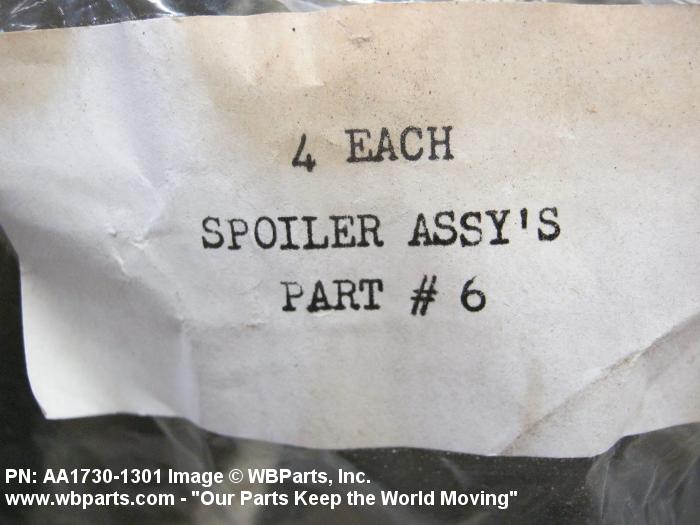 4 EACH
SPOILER ASSY'S
PART # 6
PN: AA1730-1301 Image © WBParts, Inc.
www.wbparts.com - "Our Parts Keep the World Moving"